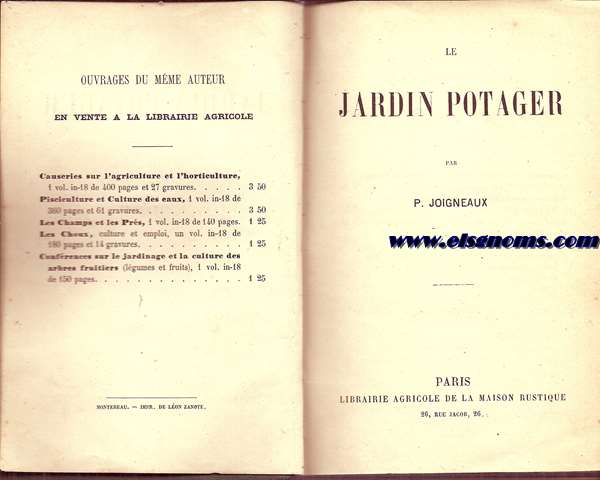 OUVRAGES DU MÊME AUTEUR
EN VENTE A LA LIBRAIRIE AGRICOLE
Causeries sur l'agriculture et l'horticulture,
1 vol. in-18 de 400 pages et 27 gravures. . . . . 3 50
Pisciculture et Culture des eaux, 1 vol. in-18 de
360 pages et 61 gravures. . . . . . . . . . . 3 50
Les Champs et les Prés, 1 vol. in-18 de 140 pages. 1 25
Les Choux, culture et emploi, un vol. in-18 de
180 pages et 14 gravures. . . . . . . . . . . 1 25
Conférences sur le jardinage et la culture des
arbres fruitiers (légumes et fruits), 1 vol. in-18
de 150 pages. . . . . . . . . . . . . . . 1 25
MONTEREAU. — IMPR. DE LÉON ZANOTE.
LE
JARDIN POTAGER
PAR
P. JOIGNEAUX
www.elsgnoms.com
PARIS
LIBRAIRIE AGRICOLE DE LA MAISON RUSTIQUE
26, RUE JACOB, 26.